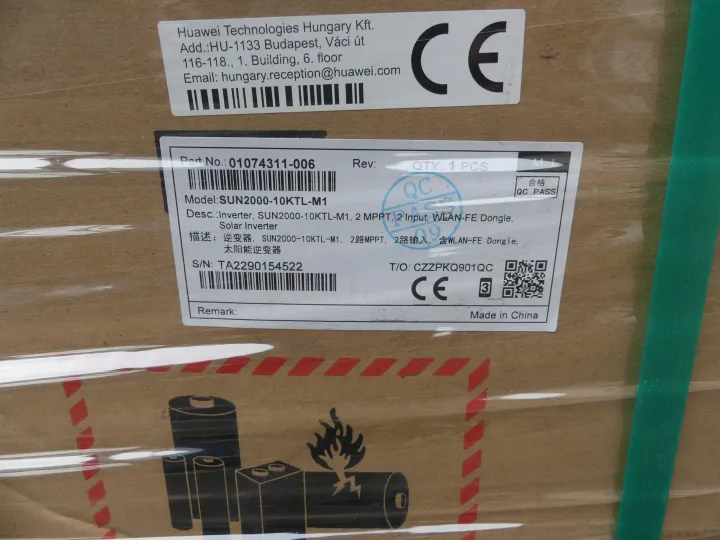 Huawei Technologies Hungary Kft.
Add.:HU-1133 Budapest, Váci út
116-118., 1. Building, 6. floor
Email: hungary.reception@huawei.com
CE
Part No.: 01074311-006 Rev: QTY: 1 PCS
Model:SUN2000-10KTL-M1
合格
QC PASS
QC
PASS
09
Desc.:Inverter, SUN2000-10KTL-M1, 2 MPPT, 2 Input, WLAN-FE Dongle,
Solar Inverter
描述: 逆变器, SUN2000-10KTL-M1, 2路MPPT, 2路输入, 含WLAN-FE Dongle,
太阳能逆变器
S/N: TA2290154522 T/O: CZZPKQ901QC
CE 3
Remark: Made in China